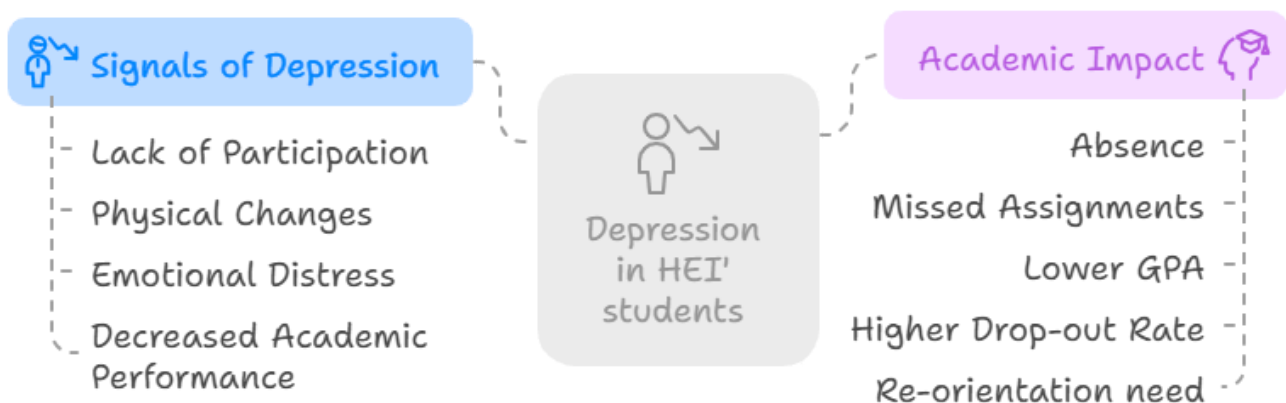 Signals of Depression
Lack of Participation
Physical Changes
Emotional Distress
Decreased Academic
Performance
Depression
in HEI'
students
Academic Impact
Absence
Missed Assignments
Lower GPA
Higher Drop-out Rate
Re-orientation need